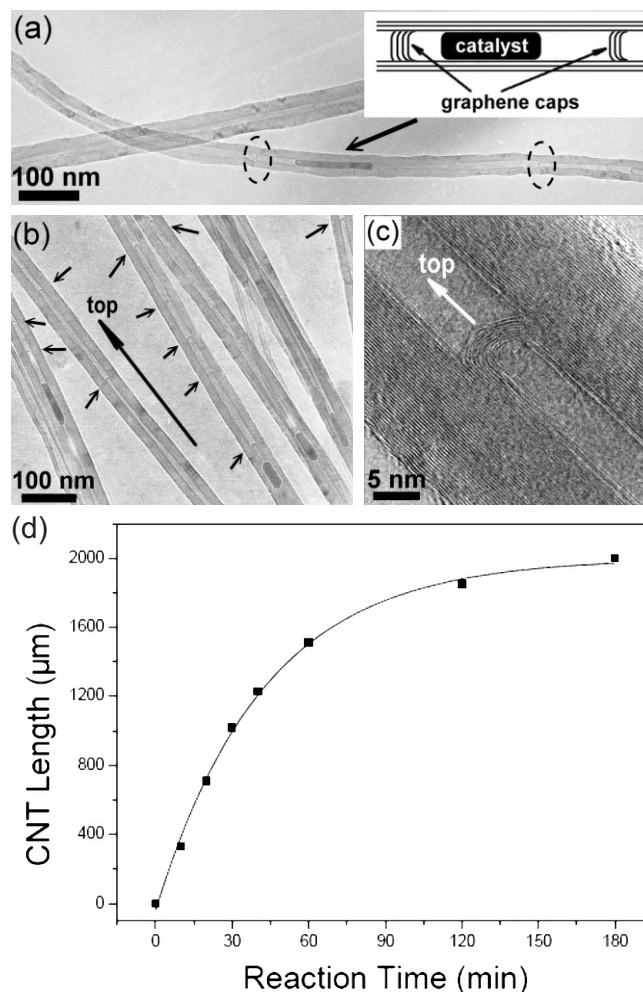 (a)
catalyst
graphene caps
100 nm
(b)
top
100 nm
(c)
top
5 nm
(d)
CNT Length (µm)
2000
1600
1200
800
400
0
0 30 60 90 120 150 180
Reaction Time (min)